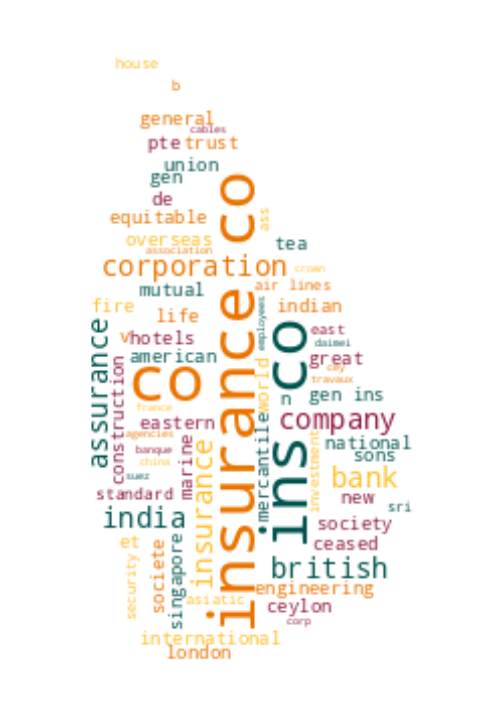 house
b
general
cables
pte trust
union
gen
de
insurance co
equitable
ass
overseas
tea
association
corporation
crown
air lines
mutual
fire
indian
life
employees
ins co
assurance
v
hotels
east
daimei
american
great
construction
co
world
cey
travaux
n
gen ins
france
company
eastern
mercantile
agencies
investment
national
marine
insurance
banque
sons
china
suez
bank
standard
new
sri
india
society
et
ceased
societe
singapore
security
british
engineering
asiatic
ceylon
corp
international
london